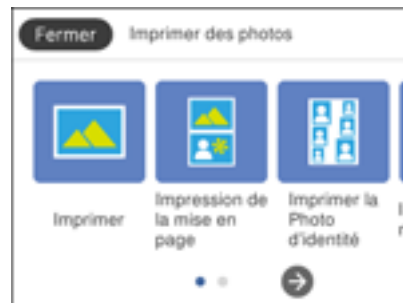 Fermer Imprimer des photos
Imprimer
Impression de
la mise en
page
Imprimer la
Photo
d'identité